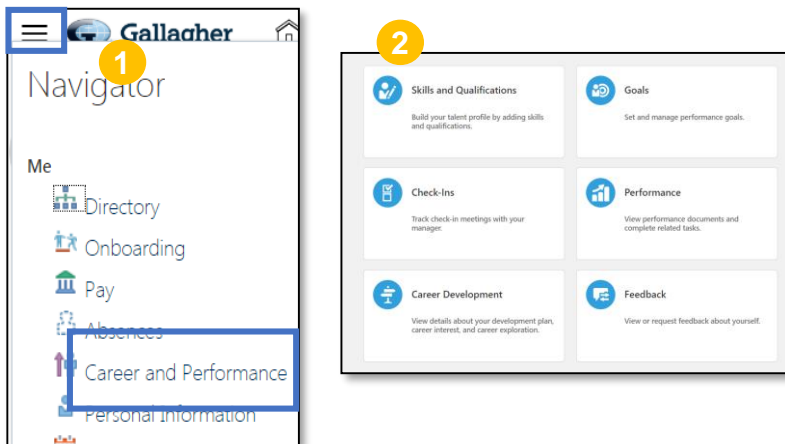 Gallagher
1
Navigator
Me
Directory
Onboarding
Pay
Absences
Career and Performance
Personal Information
2
Skills and Qualifications
Build your talent profile by adding skills
and qualifications.
Goals
Set and manage performance goals.
Check-Ins
Track check-in meetings with your
manager.
Performance
View performance documents and
complete related tasks.
Career Development
View details about your development plan,
career interest, and career exploration.
Feedback
View or request feedback about yourself.